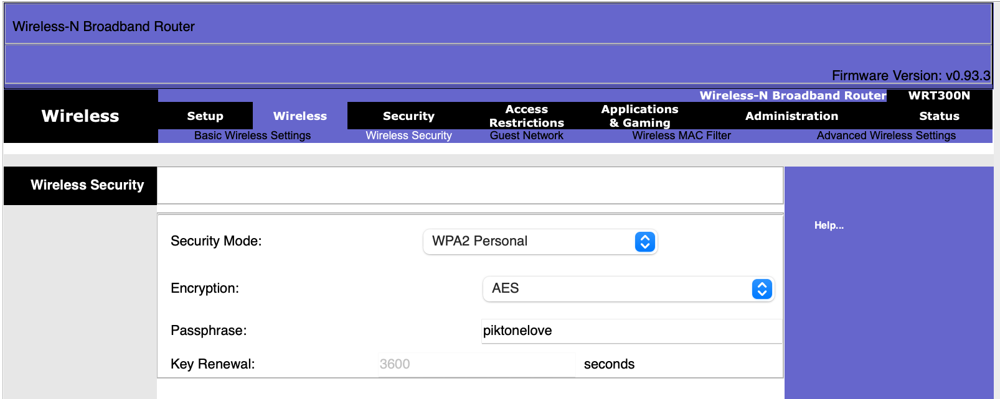 Wireless-N Broadband Router
Firmware Version: v0.93.3
Wireless-N Broadband Router WRT300N
Wireless Setup Wireless Security Access Restrictions Applications & Gaming Administration Status
Basic Wireless Settings Wireless Security Guest Network Wireless MAC Filter Advanced Wireless Settings
Wireless Security
Help...
Security Mode: WPA2 Personal
Encryption: AES
Passphrase: piktonelove
Key Renewal: 3600 seconds